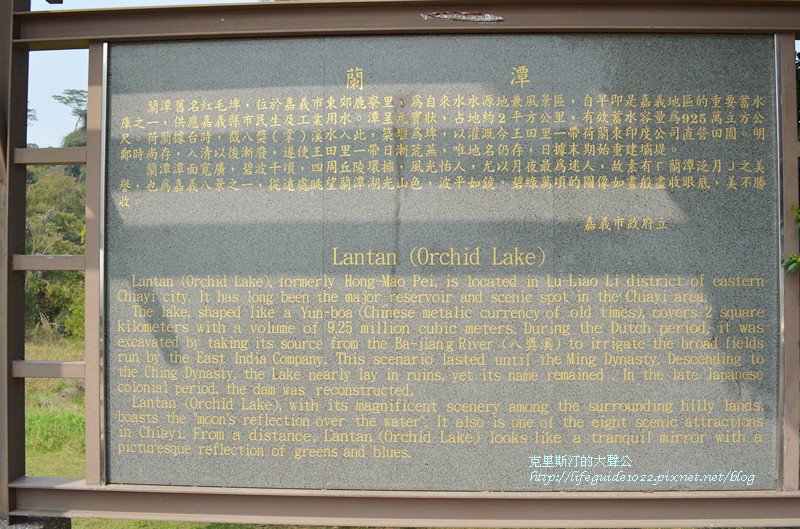 蘭潭
蘭潭舊名紅毛埤，位於嘉義市東郊鹿寮里，為自來水水源地兼風景區，自早即是嘉義地區的重要蓄水
庫之一，供應嘉義縣市民生及工業用水。潭呈元寶狀，占地約2平方公里，有效蓄水容量為925萬立方公
尺。荷蘭據台時，截八獎（掌）溪水入此，築堤為埤，以灌溉今王田里一帶荷蘭東印度公司直營田園。明
鄭時尚存，入清以後漸廢，遂使王田里一帶日漸荒蕪，唯地名仍存，日據末期始重建壩堤。
蘭潭潭面寬廣，碧波千頃，四周丘陵環擁，風光怡人，尤以月夜最為迷人，故素有「蘭潭泛月」之美
譽，也為嘉義八景之一，從遠處眺望蘭潭湖光山色，波平如鏡，碧綠萬頃的圖像如畫般盡收眼底，美不勝
收。
嘉義市政府立
Lantan (Orchid Lake)
Lantan (Orchid Lake), formerly Hong-Mao Pei, is located in Lu-Liao Li district of eastern
Chiayi city. It has long been the major reservoir and scenic spot in the Chiayi area.
The lake, shaped like a Yun-boa (Chinese metalic currency of old times), covers 2 square
kilometers with a volume of 9.25 million cubic meters. During the Dutch period, it was
excavated by taking its source from the Ba-jiang River (八獎溪) to irrigate the broad fields
run by the East India Company. This scenario lasted until the Ming Dynasty. Descending to
the Ching Dynasty, the Lake nearly lay in ruins, yet its name remained. In the late Japanese
colonial period, the dam was reconstructed.
Lantan (Orchid Lake), with its magnificent scenery among the surrounding hilly lands,
boasts the "moon's reflection over the water". It also is one of the eight scenic attractions
in Chiayi. From a distance, Lantan (Orchid Lake) looks like a tranquil mirror with a
picturesque reflection of greens and blues.
克里斯汀的大聲公
http://lifeguide1022.pixnet.net/blog